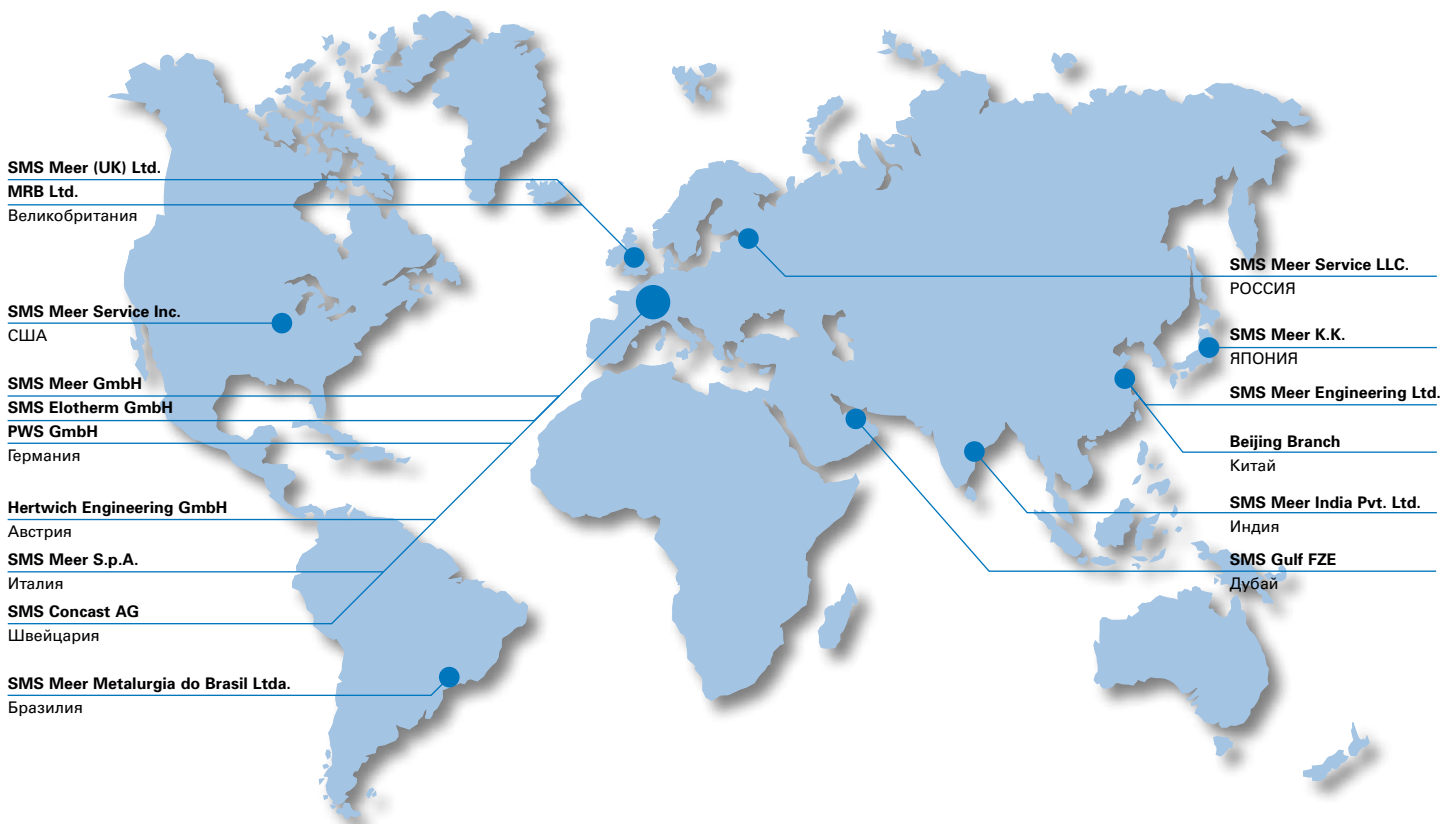 SMS Meer (UK) Ltd.
MRB Ltd.
Великобритания
SMS Meer Service Inc.
США
SMS Meer GmbH
SMS Elotherm GmbH
PWS GmbH
Германия
Hertwich Engineering GmbH
Австрия
SMS Meer S.p.A.
Италия
SMS Concast AG
Швейцария
SMS Meer Metalurgia do Brasil Ltda.
Бразилия
SMS Meer Service LLC.
РОССИЯ
SMS Meer K.K.
ЯПОНИЯ
SMS Meer Engineering Ltd.
Beijing Branch
Китай
SMS Meer India Pvt. Ltd.
Индия
SMS Gulf FZE
Дубай